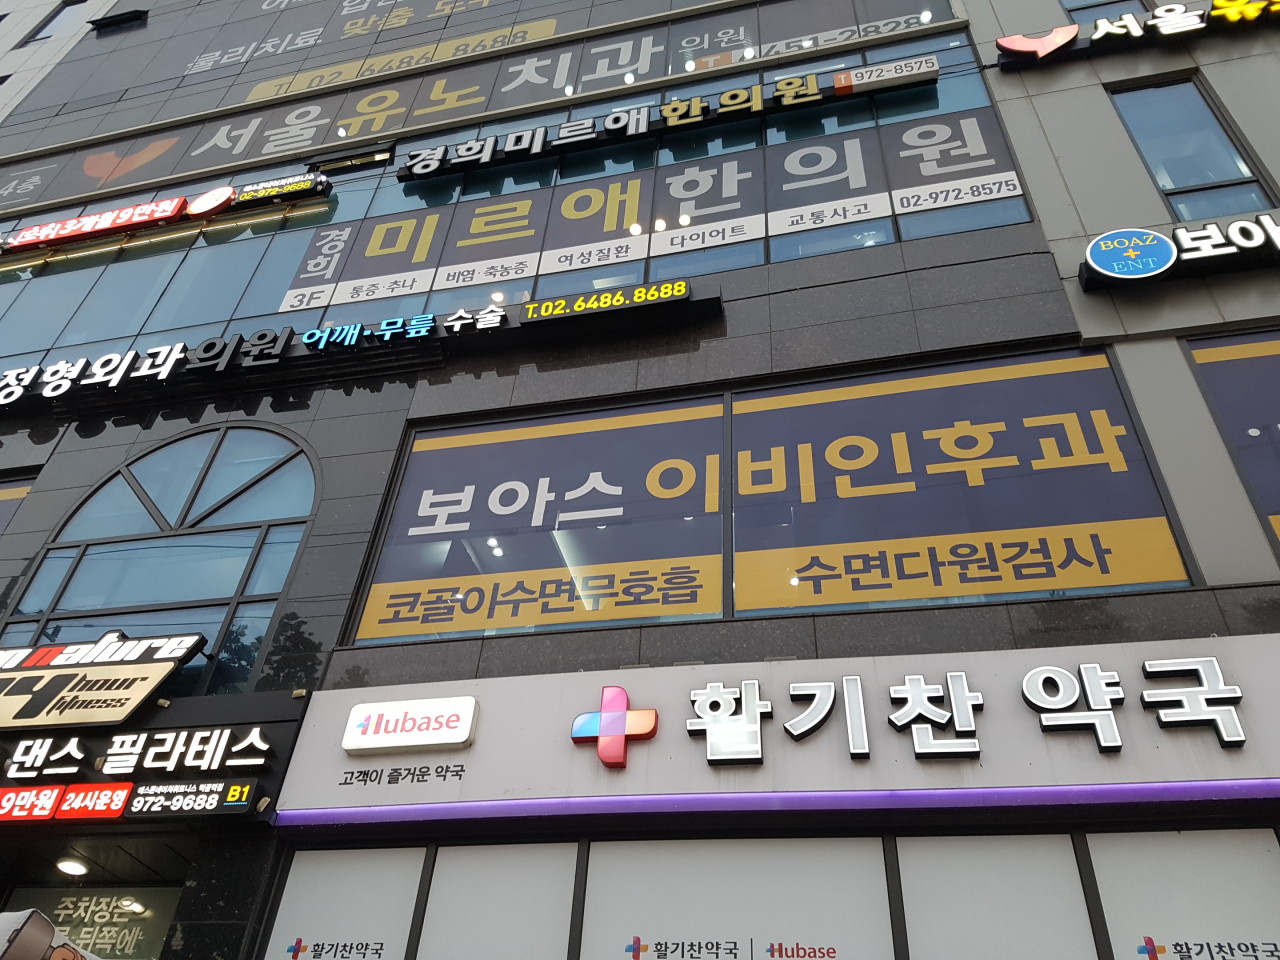 물리치료 맞춤 도수
T 02 6486 8688
서울유노치과의원
T 451-2828
4층
경희미르애한의원 T 972-8575
서울유
3개월 9만원
02-972-9688
경희 미르애한의원
3F 통증·추나 비염·축농증 여성질환 다이어트 교통사고 02-972-8575
BOAZ + ENT 보아
정형외과의원 어깨·무릎 수술 T.02.6486.8688
보아스 이비인후과
코골이수면무호흡 수면다원검사
nature
hour fitness
Hubase
고객이 즐거운 약국
활기찬 약국
댄스 필라테스
9만원 24시운영 972-9688 B1
주차장은
뒤쪽에
활기찬약국
활기찬약국 | Hubase
활기찬약국